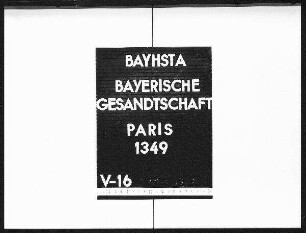 BAYHSTA
BAYERISCHE
GESANDTSCHAFT
PARIS
1349
V-16